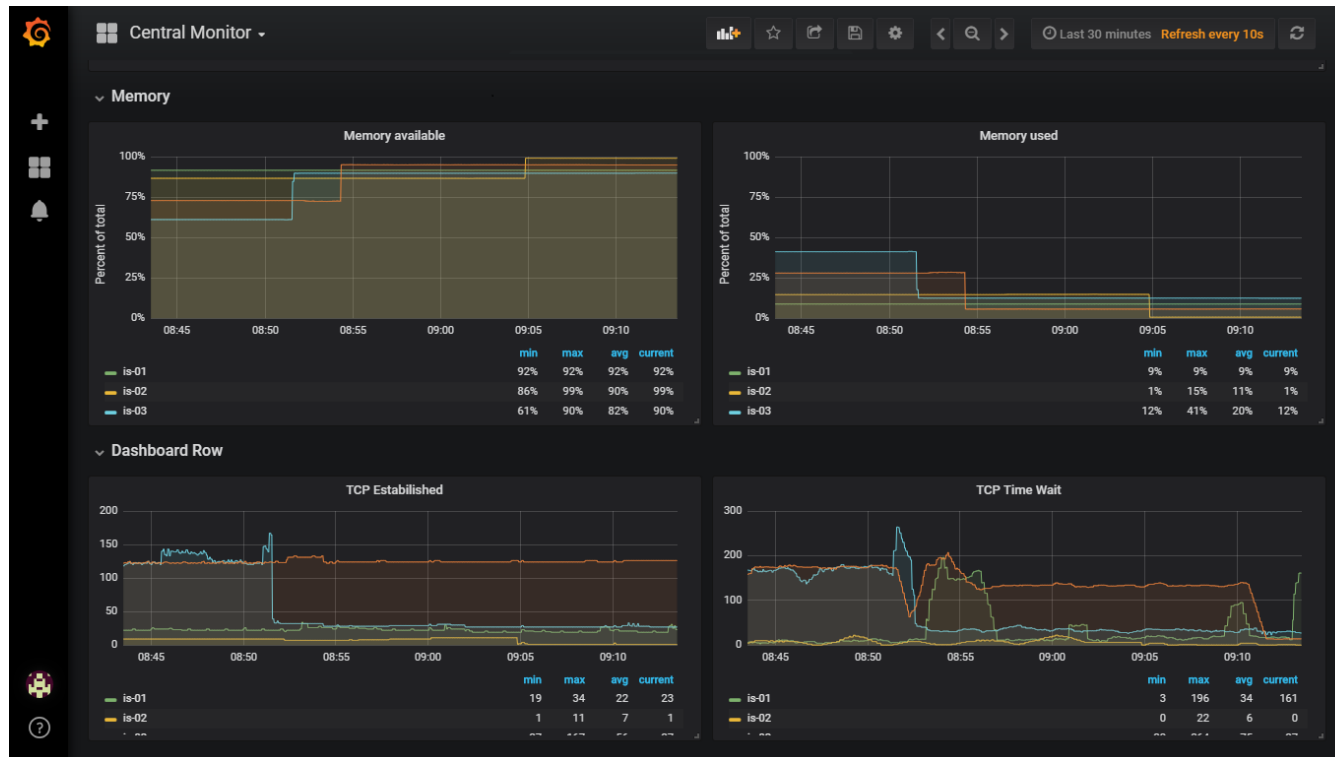 Central Monitor
Last 30 minutes Refresh every 10s
Memory
Memory available
Percent of total
100%
75%
50%
25%
0%
08:45 08:50 08:55 09:00 09:05 09:10
min max avg current
is-01 92% 92% 92% 92%
is-02 86% 99% 90% 99%
is-03 61% 90% 82% 90%
Memory used
Percent of total
100%
75%
50%
25%
0%
08:45 08:50 08:55 09:00 09:05 09:10
min max avg current
is-01 9% 9% 9% 9%
is-02 1% 15% 11% 1%
is-03 12% 41% 20% 12%
Dashboard Row
TCP Estabilished
200
150
100
50
0
08:45 08:50 08:55 09:00 09:05 09:10
min max avg current
is-01 19 34 22 23
is-02 1 11 7 1
TCP Time Wait
300
200
100
0
08:45 08:50 08:55 09:00 09:05 09:10
min max avg current
is-01 3 196 34 161
is-02 0 22 6 0
?